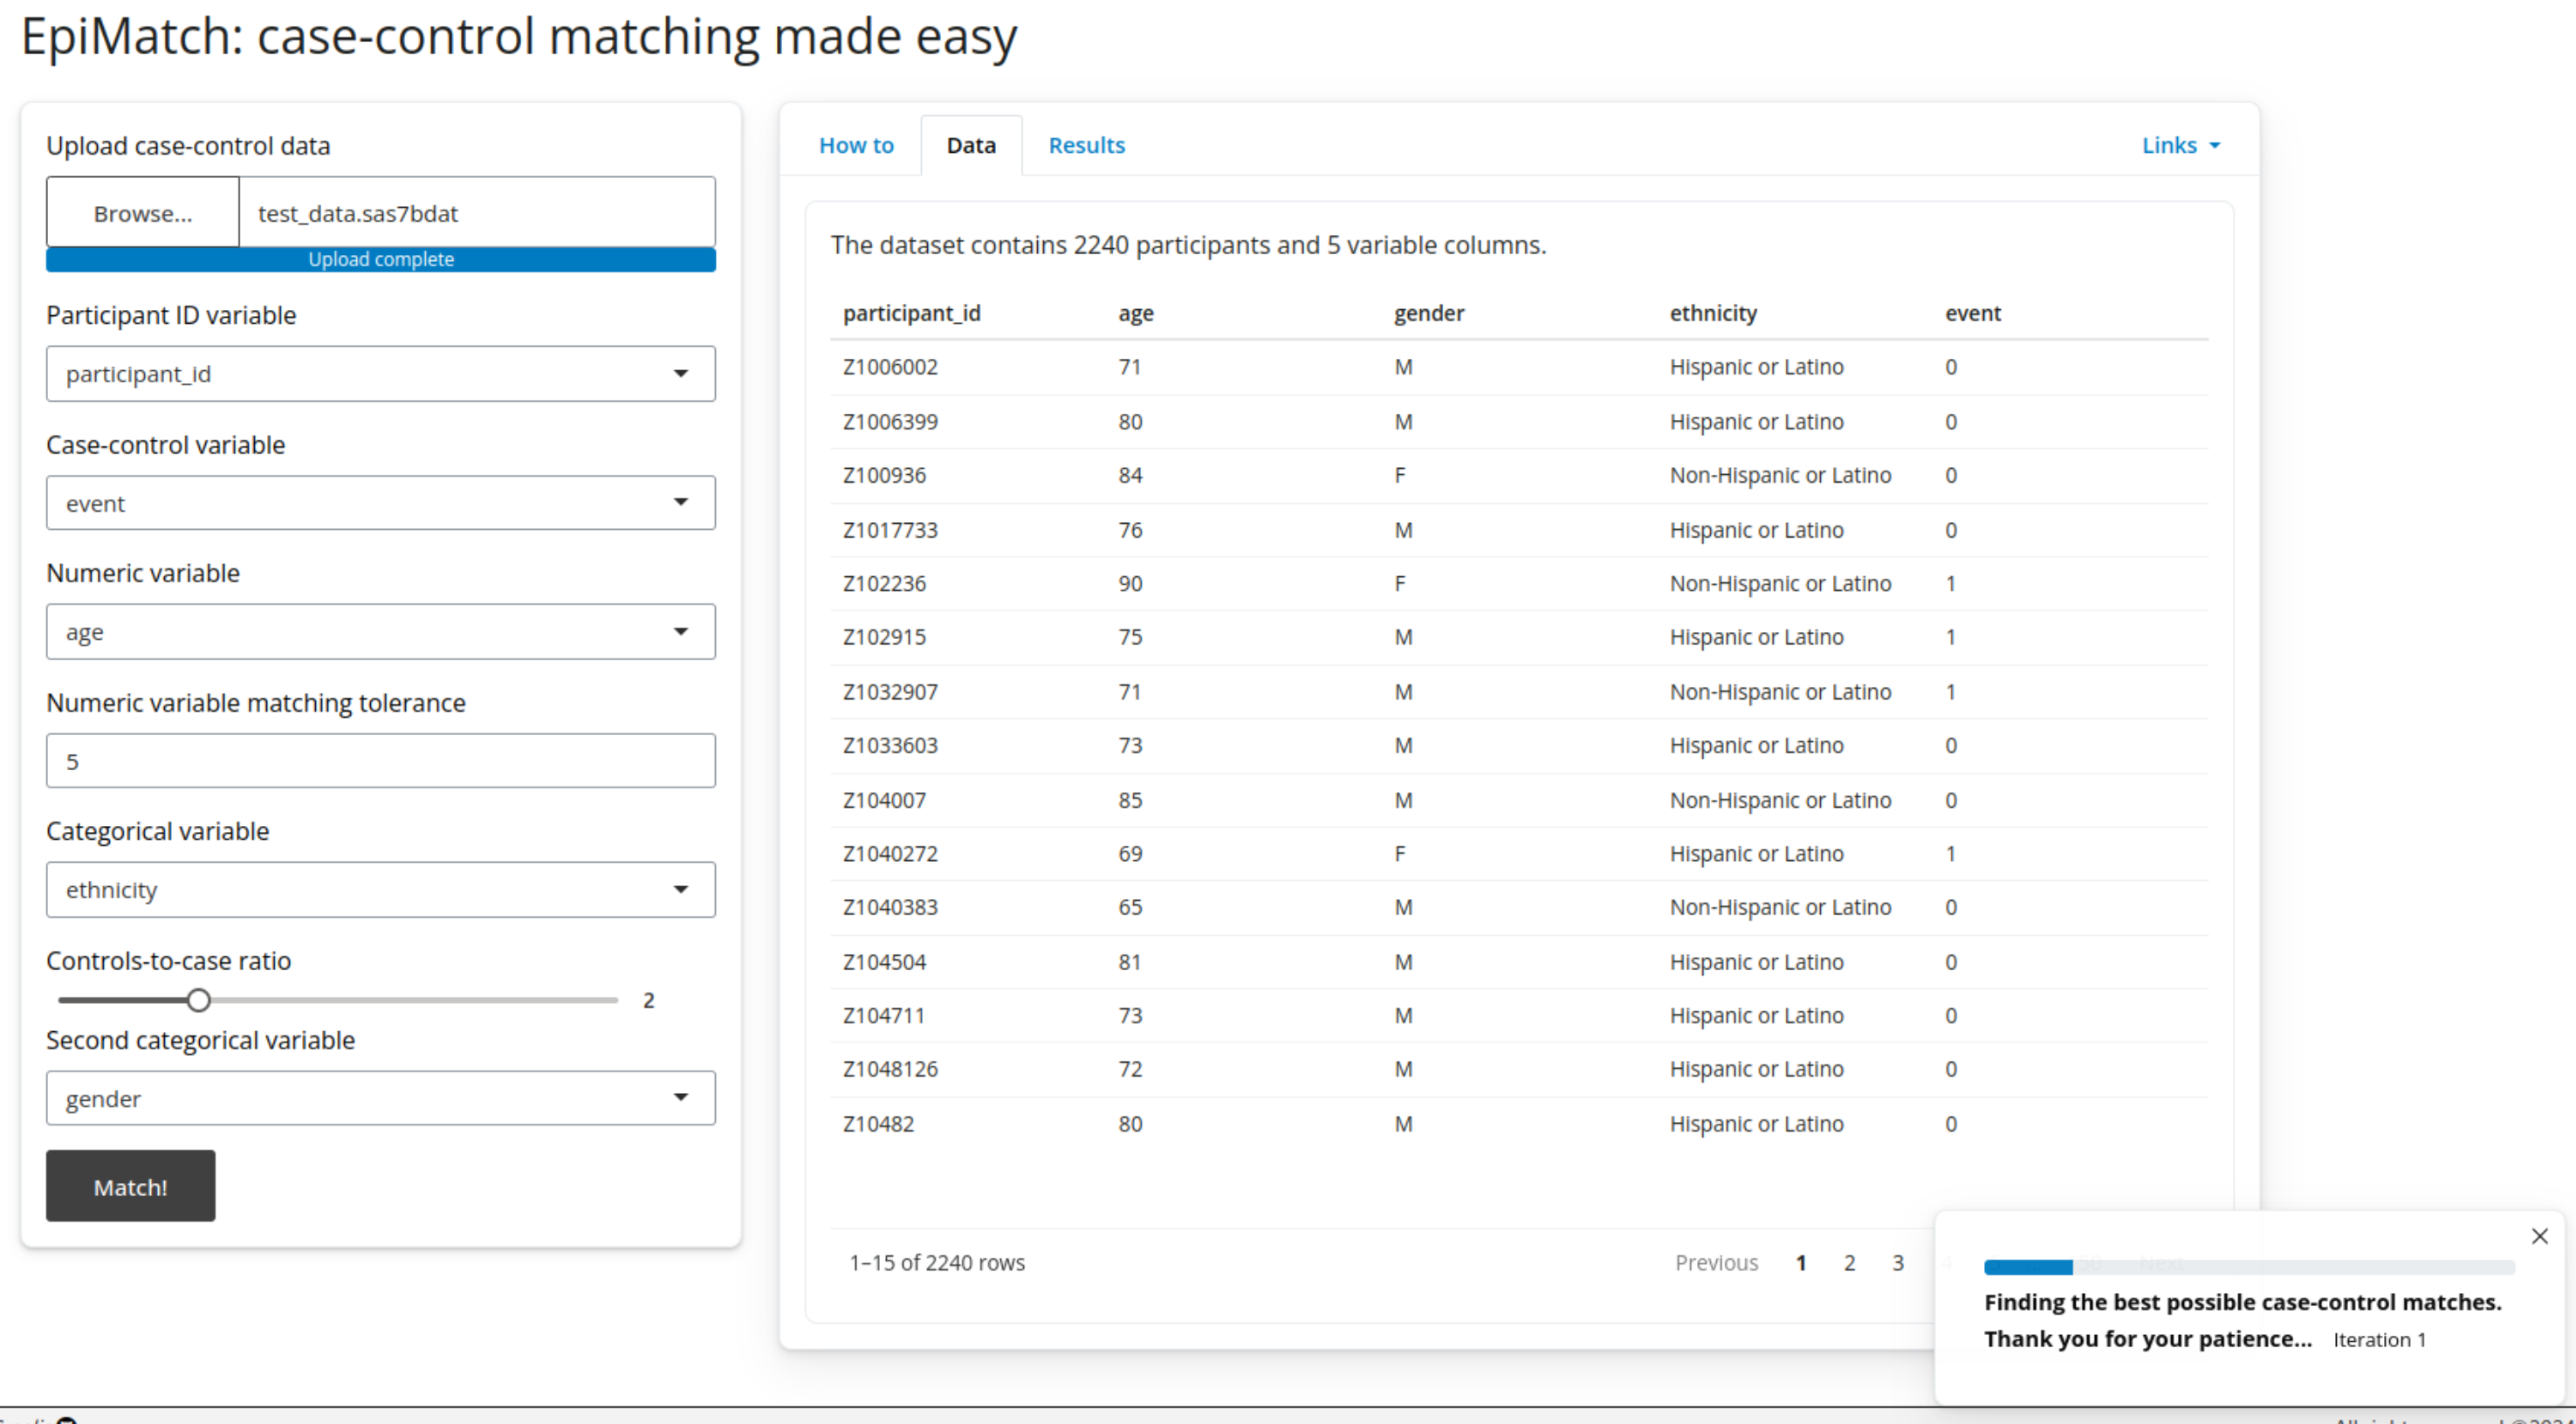 EpiMatch: case-control matching made easy
Upload case-control data
Browse... test_data.sas7bdat
Upload complete
Participant ID variable
participant_id
Case-control variable
event
Numeric variable
age
Numeric variable matching tolerance
5
Categorical variable
ethnicity
Controls-to-case ratio
2
Second categorical variable
gender
Match!
How to Data Results Links
The dataset contains 2240 participants and 5 variable columns.
participant_id age gender ethnicity event
Z1006002 71 M Hispanic or Latino 0
Z1006399 80 M Hispanic or Latino 0
Z100936 84 F Non-Hispanic or Latino 0
Z1017733 76 M Hispanic or Latino 0
Z102236 90 F Non-Hispanic or Latino 1
Z102915 75 M Hispanic or Latino 1
Z1032907 71 M Non-Hispanic or Latino 1
Z1033603 73 M Hispanic or Latino 0
Z104007 85 M Non-Hispanic or Latino 0
Z1040272 69 F Hispanic or Latino 1
Z1040383 65 M Non-Hispanic or Latino 0
Z104504 81 M Hispanic or Latino 0
Z104711 73 M Hispanic or Latino 0
Z1048126 72 M Hispanic or Latino 0
Z10482 80 M Hispanic or Latino 0
1–15 of 2240 rows Previous 1 2 3 4 Next
Finding the best possible case-control matches.
Thank you for your patience... Iteration 1